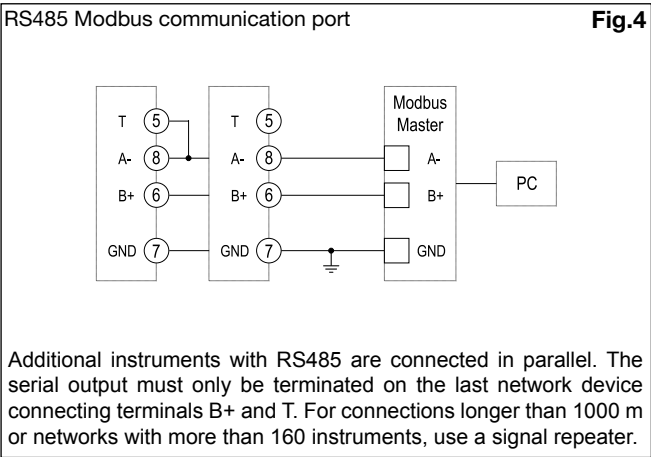 RS485 Modbus communication port Fig.4
Modbus
Master
T 5 T 5
A- 8 A- 8 A-
B+ 6 B+ 6 B+
PC
GND 7 GND 7 GND
Additional instruments with RS485 are connected in parallel. The
serial output must only be terminated on the last network device
connecting terminals B+ and T. For connections longer than 1000 m
or networks with more than 160 instruments, use a signal repeater.